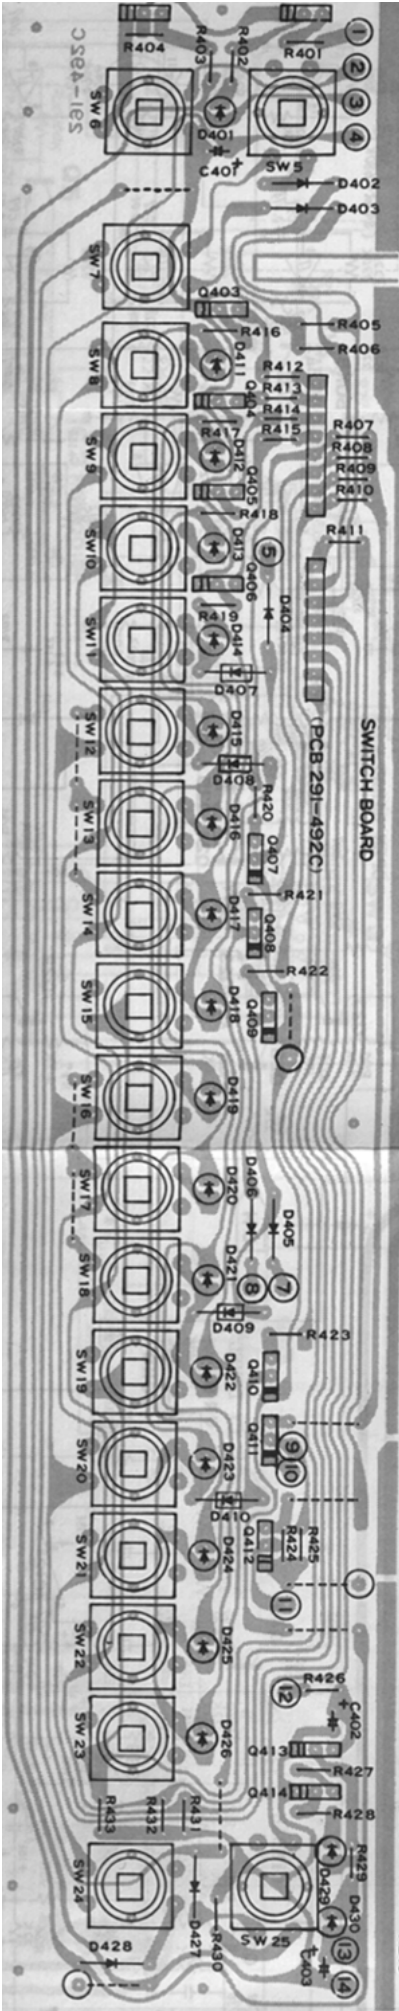 291-492C
R404
R403
R402
R401
1
2
3
4
SW6
D401
C401
+
SW5
D402
D403
SW7
Q403
R405
R416
R406
SW8
D411
R412
Q404
R413
R414
R407
R417
R415
R408
SW9
D412
R409
Q405
R410
R418
SW10
D413
R411
5
Q406
D404
R419
SW11
D414
D407
SW12
D415
(PCB 291-492C)
SWITCH BOARD
D408
R420
SW13
D416
Q407
R421
SW14
D417
Q408
R422
SW15
D418
Q409
SW16
D419
SW17
D420
D406
D405
SW18
D421
8
7
D409
R423
SW19
D422
Q410
Q411
9
SW20
D423
10
D410
Q412
R424
R425
SW21
D424
11
SW22
D425
R426
12
+
C402
SW23
D426
Q413
R427
Q414
R428
R433
R432
R431
R429
SW24
D429
D430
D427
R430
SW25
13
D428
+
C403
14